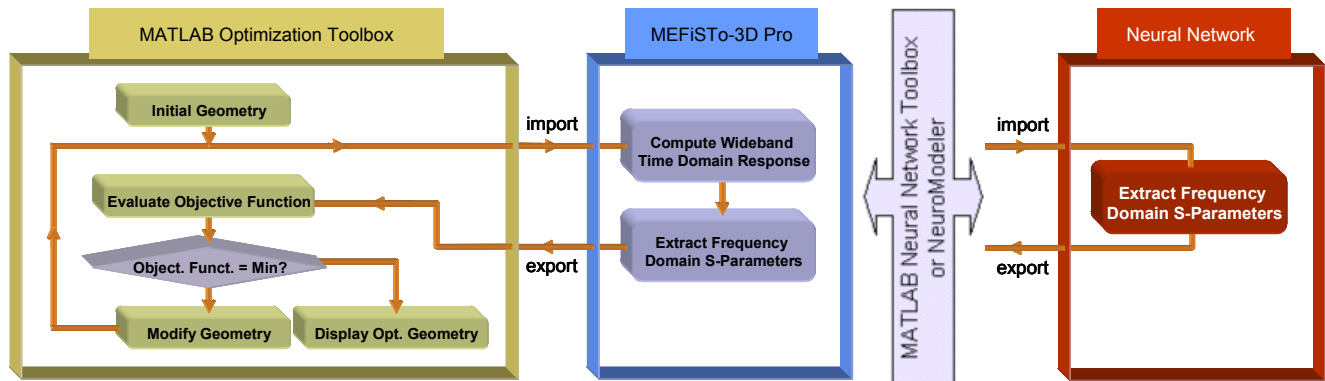 MATLAB Optimization Toolbox
Initial Geometry
Evaluate Objective Function
Object. Funct. = Min?
Modify Geometry
Display Opt. Geometry
import
export
MEFiSTo-3D Pro
Compute Wideband
Time Domain Response
Extract Frequency
Domain S-Parameters
MATLAB Neural Network Toolbox
or NeuroModeler
import
export
Neural Network
Extract Frequency
Domain S-Parameters